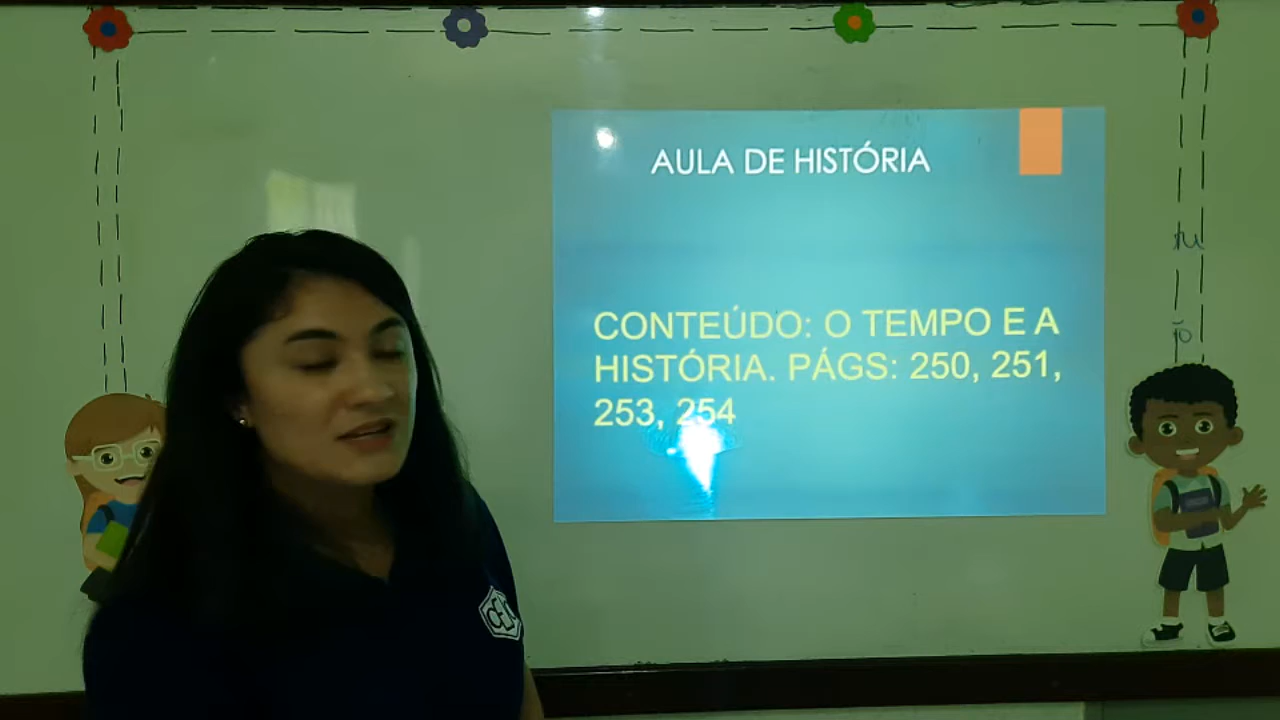 AULA DE HISTÓRIA
CONTEÚDO: O TEMPO E A
HISTÓRIA. PÁGS: 250, 251,
253, 254